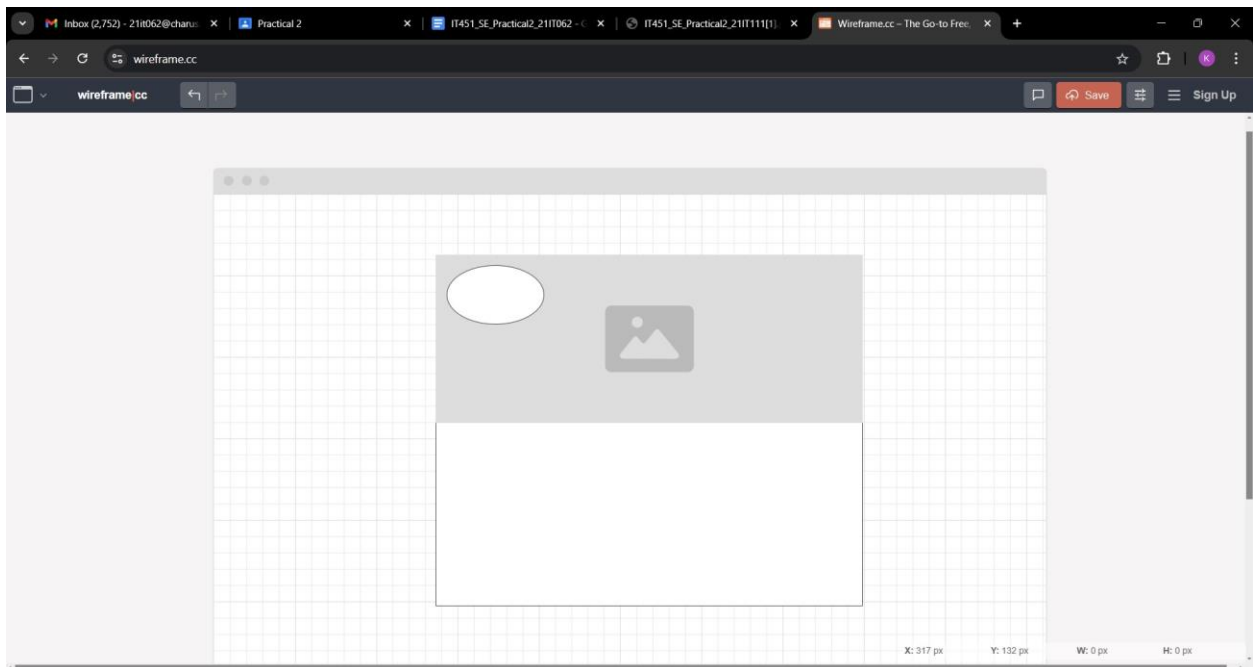 Inbox (2,752) - 21it062@charus
Practical 2
IT451_SE_Practical2_21IT062 - G
IT451_SE_Practical2_21IT111[1].
Wireframe.cc – The Go-to Free,
wireframe.cc
K
wireframe|cc
Save
Sign Up
X: 317 px Y: 132 px W: 0 px H: 0 px